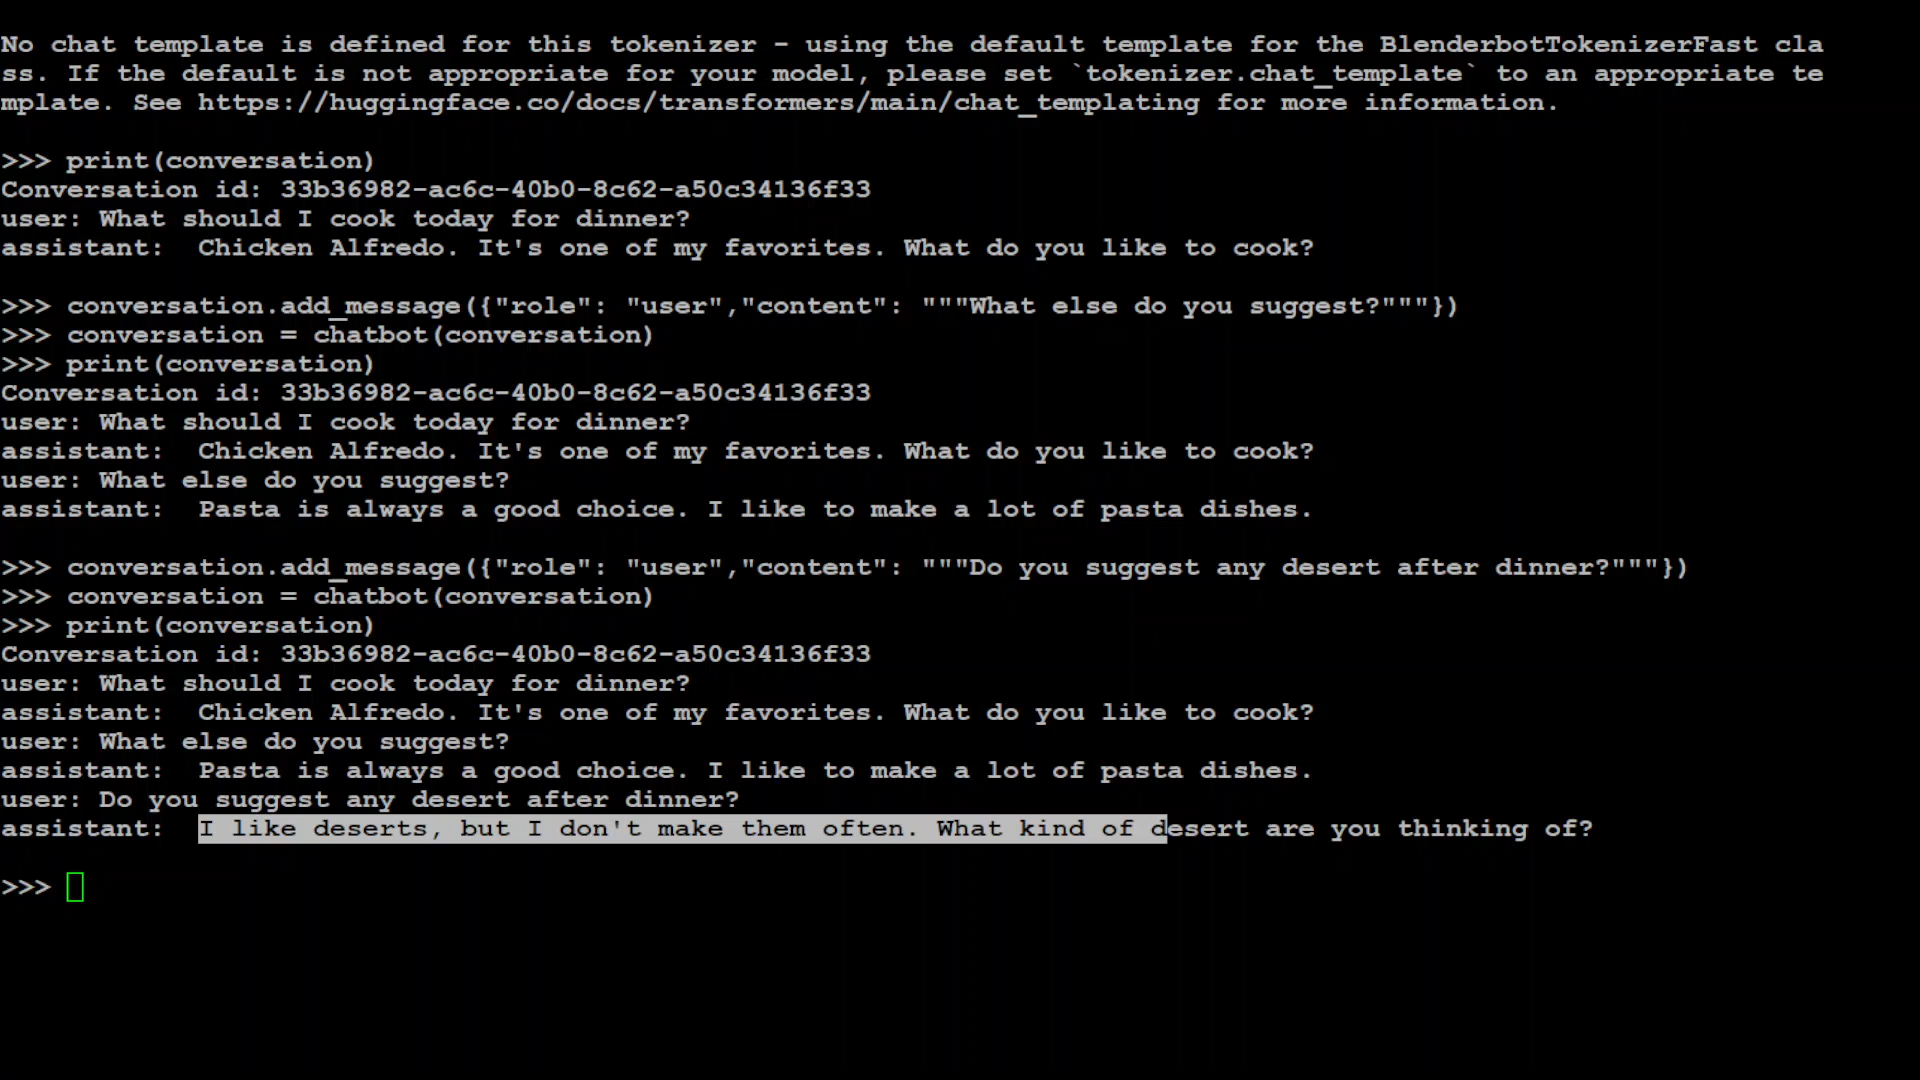 No chat template is defined for this tokenizer - using the default template for the BlenderbotTokenizerFast cla
ss. If the default is not appropriate for your model, please set `tokenizer.chat_template` to an appropriate te
mplate. See https://huggingface.co/docs/transformers/main/chat_templating for more information.
>>> print(conversation)
Conversation id: 33b36982-ac6c-40b0-8c62-a50c34136f33
user: What should I cook today for dinner?
assistant:  Chicken Alfredo. It's one of my favorites. What do you like to cook?
>>> conversation.add_message({"role": "user","content": """What else do you suggest?"""})
>>> conversation = chatbot(conversation)
>>> print(conversation)
Conversation id: 33b36982-ac6c-40b0-8c62-a50c34136f33
user: What should I cook today for dinner?
assistant:  Chicken Alfredo. It's one of my favorites. What do you like to cook?
user: What else do you suggest?
assistant:  Pasta is always a good choice. I like to make a lot of pasta dishes.
>>> conversation.add_message({"role": "user","content": """Do you suggest any desert after dinner?"""})
>>> conversation = chatbot(conversation)
>>> print(conversation)
Conversation id: 33b36982-ac6c-40b0-8c62-a50c34136f33
user: What should I cook today for dinner?
assistant:  Chicken Alfredo. It's one of my favorites. What do you like to cook?
user: What else do you suggest?
assistant:  Pasta is always a good choice. I like to make a lot of pasta dishes.
user: Do you suggest any desert after dinner?
assistant:  I like deserts, but I don't make them often. What kind of desert are you thinking of?
>>>